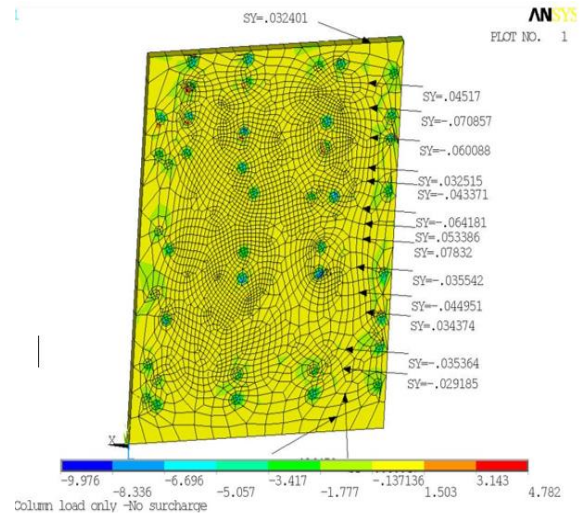 1
SY=.032401
ANSYS
PLOT NO. 1
SY=.04517
SY=-.070857
SY=-.060088
SY=.032515
SY=-.043371
SY=-.064181
SY=.053386
SY=.07832
SY=-.035542
SY=-.044951
SY=.034374
SY=-.035364
SY=-.029185
X
-9.976 -6.696 -3.417 -.137136 3.143
-8.336 -5.057 -1.777 1.503 4.782
Column load only -No surcharge